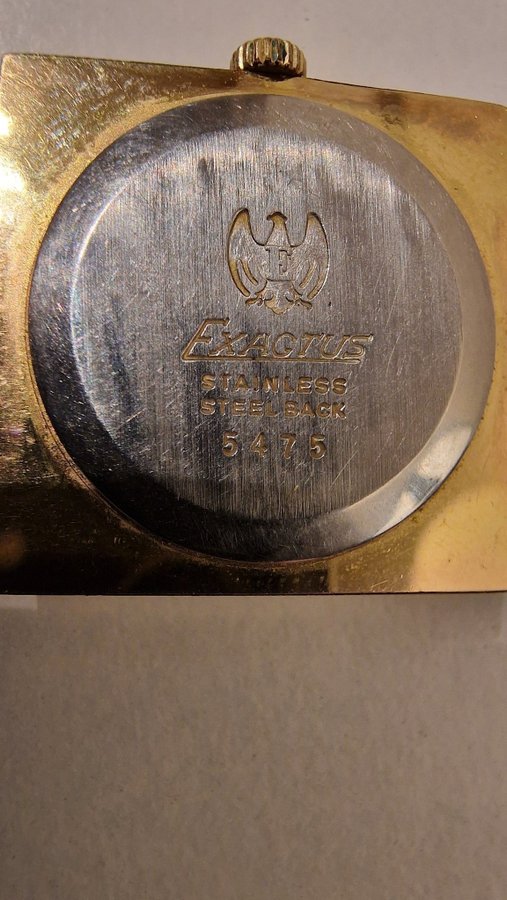 E
EXACTUS
STAINLESS
STEEL BACK
5475